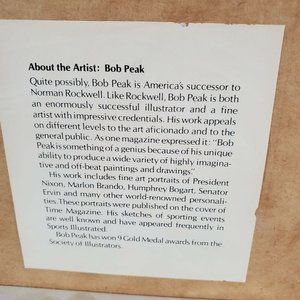 About the Artist: Bob Peak
Quite possibly, Bob Peak is America's successor to
Norman Rockwell. Like Rockwell, Bob Peak is both
an enormously successful illustrator and a fine
artist with impressive credentials. His work appeals
on different levels to the art aficionado and to the
general public. As one magazine expressed it: "Bob
Peak is something of a genius because of his unique
ability to produce a wide variety of highly imagina-
tive and off-beat paintings and drawings."
His work includes fine art portraits of President
Nixon, Marlon Brando, Humphrey Bogart, Senator
Ervin and many other world-renowned personali-
ties. These portraits were published on the cover of
Time Magazine. His sketches of sporting events
are well known and have appeared frequently in
Sports Illustrated.
Bob Peak has won 9 Gold Medal awards from the
Society of Illustrators.